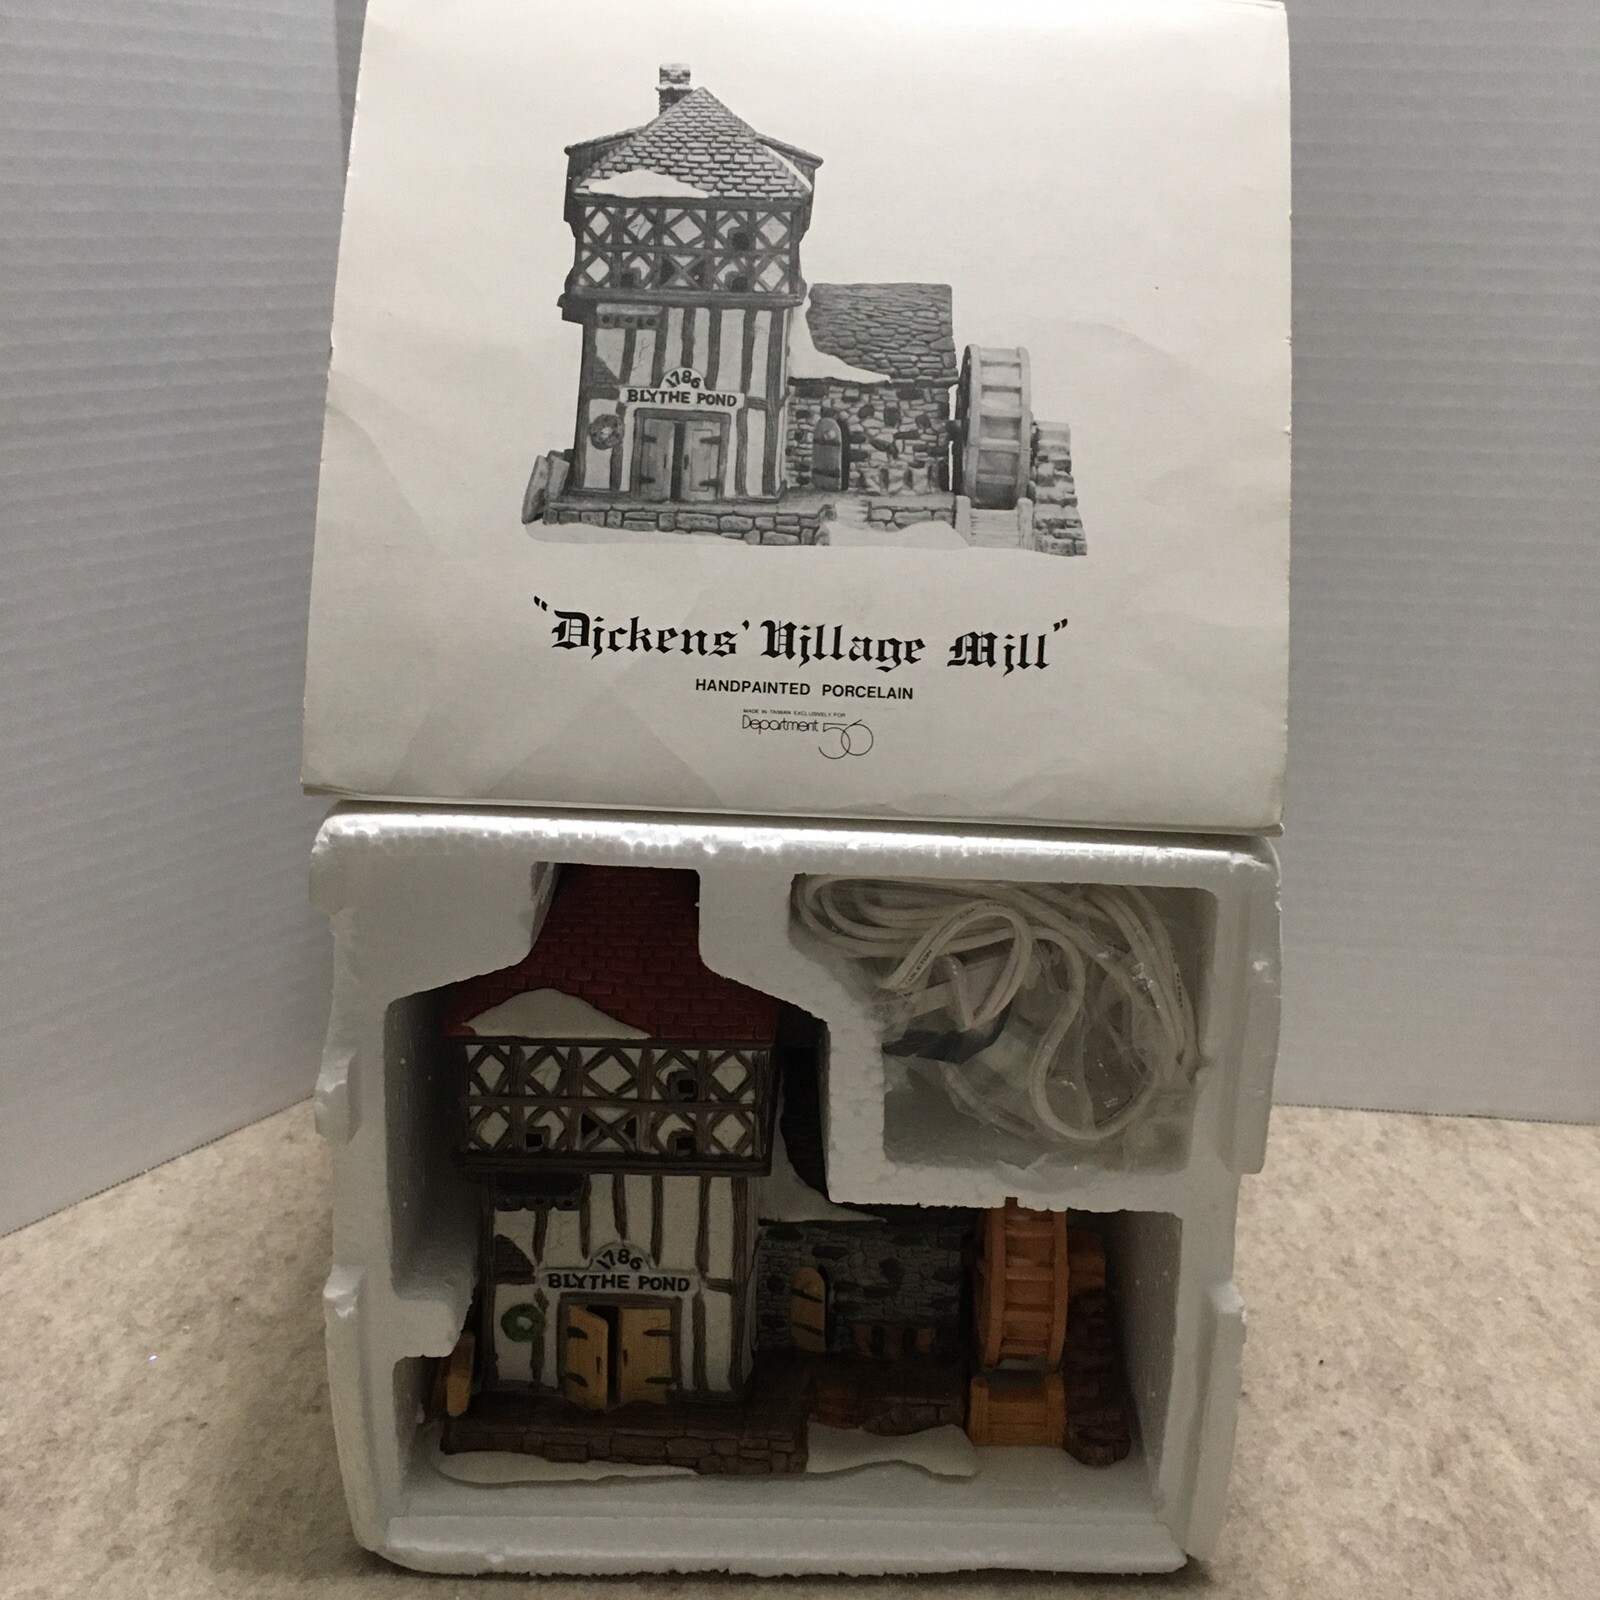 1786
BLYTHE POND
"Dickens' Village Mill"
HANDPAINTED PORCELAIN
MADE IN TAIWAN EXCLUSIVELY FOR
Department 56
1786
BLYTHE POND